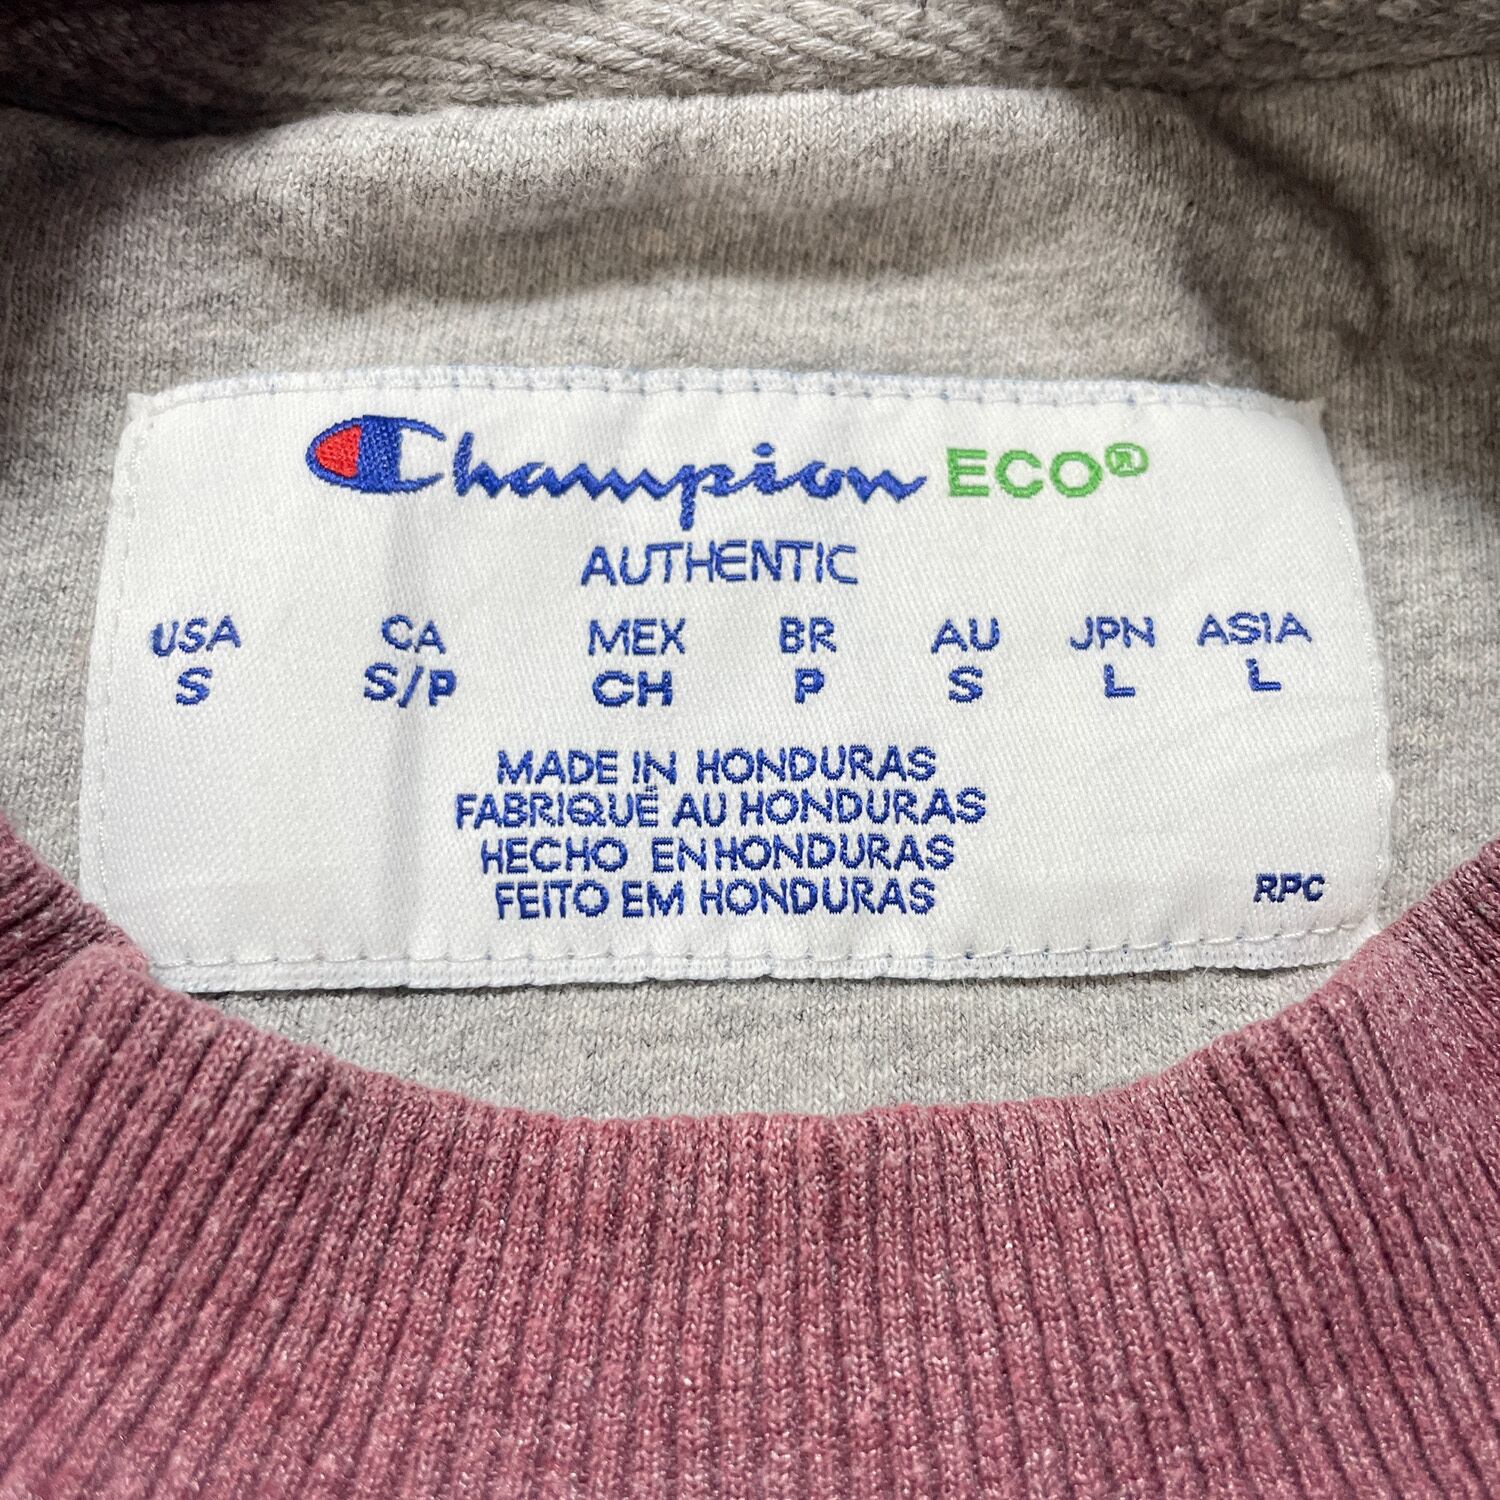 Champion ECO®
AUTHENTIC
USA CA MEX BR AU JPN ASIA
S S/P CH P S L L
MADE IN HONDURAS
FABRIQUÉ AU HONDURAS
HECHO EN HONDURAS
FEITO EM HONDURAS
RPC